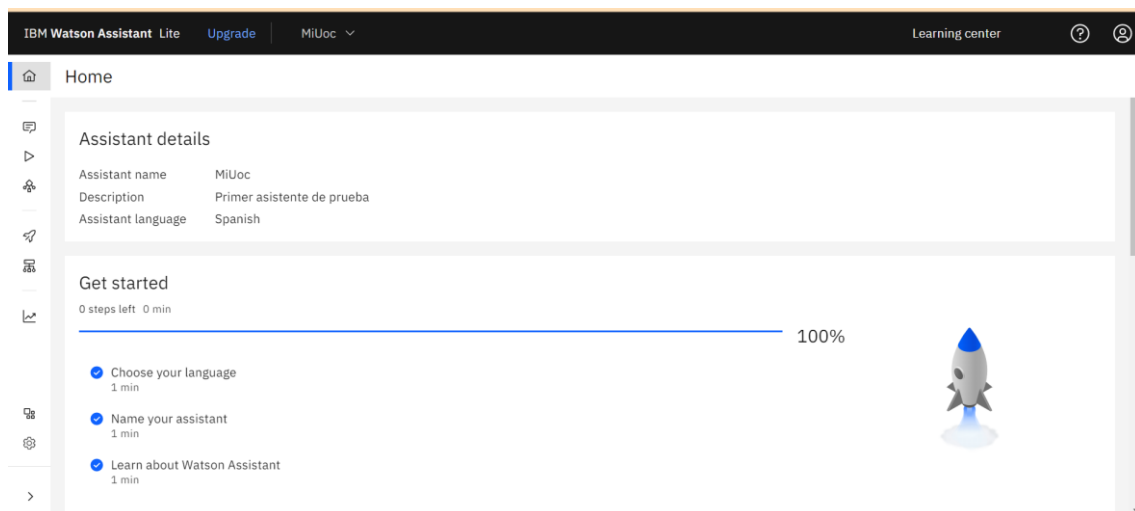 IBM Watson Assistant Lite Upgrade MiUoc Learning center
Home
Assistant details
Assistant name MiUoc
Description Primer asistente de prueba
Assistant language Spanish
Get started
0 steps left 0 min
100%
Choose your language
1 min
Name your assistant
1 min
Learn about Watson Assistant
1 min